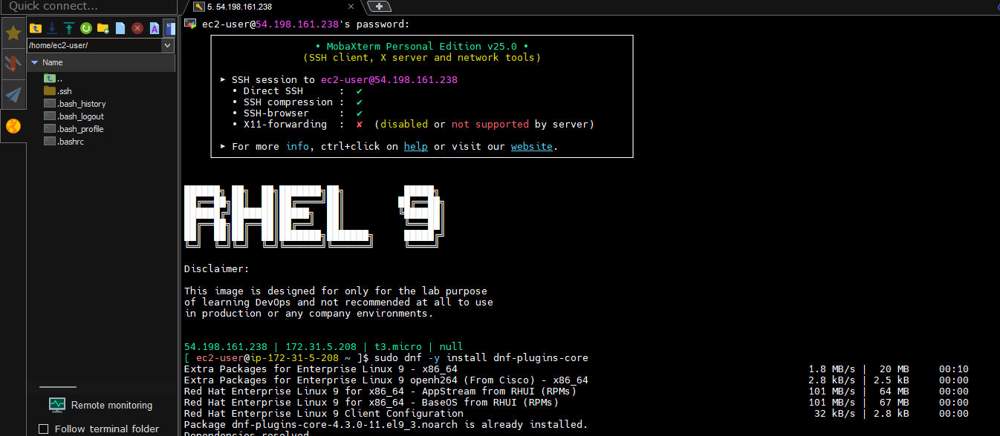 Quick connect...
5. 54.198.161.238
/home/ec2-user/
Name
..
.ssh
.bash_history
.bash_logout
.bash_profile
.bashrc
Remote monitoring
Follow terminal folder
ec2-user@54.198.161.238's password:
• MobaXterm Personal Edition v25.0 •
(SSH client, X server and network tools)
➤ SSH session to ec2-user@54.198.161.238
• Direct SSH : ✔
• SSH compression : ✔
• SSH-browser : ✔
• X11-forwarding : ✘ (disabled or not supported by server)
➤ For more info, ctrl+click on help or visit our website.
RHEL 9
Disclaimer:
This image is designed for only for the lab purpose
of learning DevOps and not recommended at all to use
in production or any company environments.
54.198.161.238 | 172.31.5.208 | t3.micro | null
[ ec2-user@ip-172-31-5-208 ~ ]$ sudo dnf -y install dnf-plugins-core
Extra Packages for Enterprise Linux 9 - x86_64 1.8 MB/s | 20 MB 00:10
Extra Packages for Enterprise Linux 9 openh264 (From Cisco) - x86_64 2.8 kB/s | 2.5 kB 00:00
Red Hat Enterprise Linux 9 for x86_64 - AppStream from RHUI (RPMs) 101 MB/s | 64 MB 00:00
Red Hat Enterprise Linux 9 for x86_64 - BaseOS from RHUI (RPMs) 101 MB/s | 67 MB 00:00
Red Hat Enterprise Linux 9 Client Configuration 32 kB/s | 2.8 kB 00:00
Package dnf-plugins-core-4.3.0-11.el9_3.noarch is already installed.
Dependencies resolved.